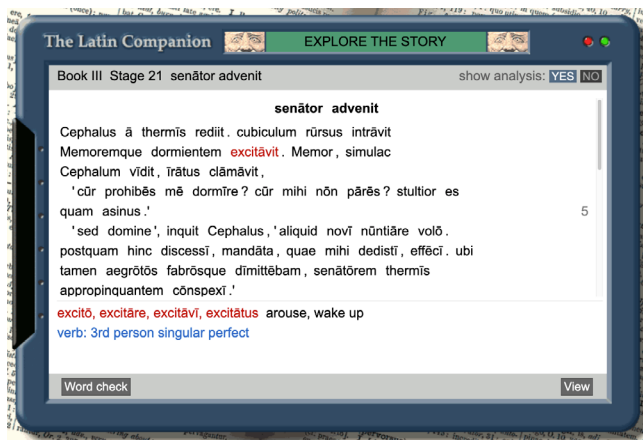 The Latin Companion
EXPLORE THE STORY
Book III Stage 21 senātor advenit
show analysis: YES NO
senātor advenit
Cephalus ā thermīs rediit. cubiculum rūrsus intrāvit
Memoremque dormientem excitāvit. Memor, simulac
Cephalum vīdit, īrātus clāmāvit,
'cūr prohibēs mē dormīre? cūr mihi nōn pārēs? stultior es
quam asinus.'
5
'sed domine', inquit Cephalus, 'aliquid novī nūntiāre volō.
postquam hinc discessī, mandāta, quae mihi dedistī, effēcī. ubi
tamen aegrōtōs fabrōsque dīmittēbam, senātōrem thermīs
appropinquantem cōnspexī.'
excitō, excitāre, excitāvī, excitātus arouse, wake up
verb: 3rd person singular perfect
Word check
View